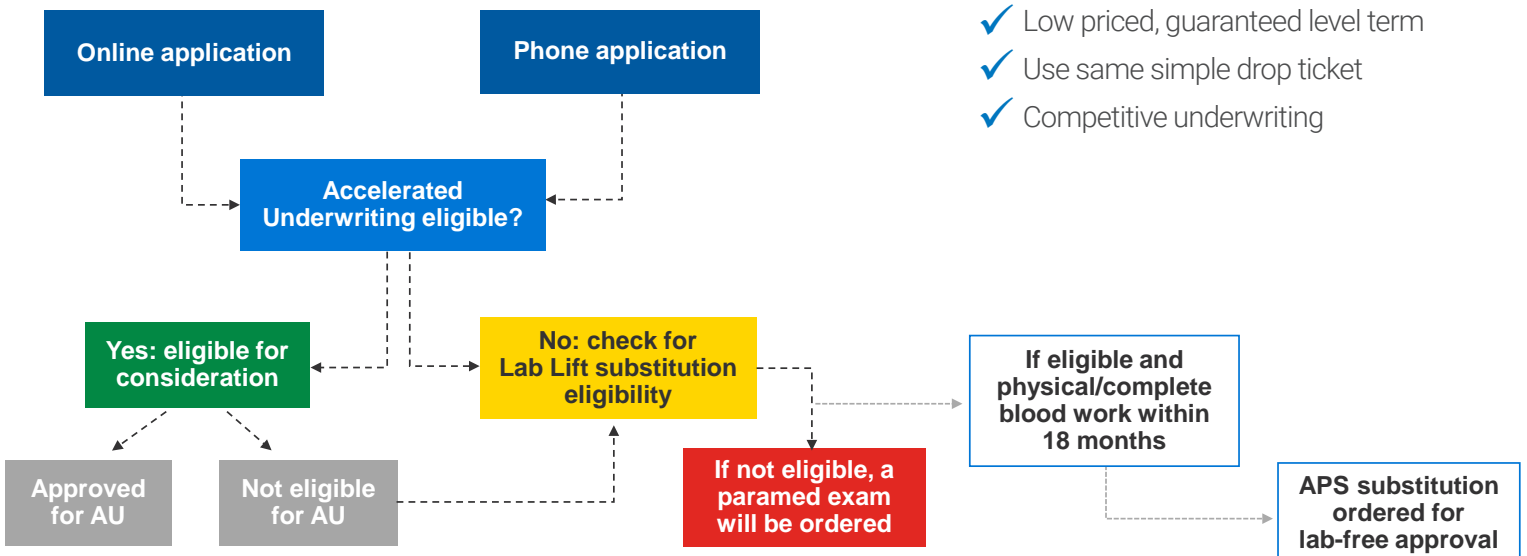 Online application
Phone application
Low priced, guaranteed level term
Use same simple drop ticket
Competitive underwriting
Accelerated
Underwriting eligible?
Yes: eligible for
consideration
No: check for
Lab Lift substitution
eligibility
If eligible and
physical/complete
blood work within
18 months
Approved
for AU
Not eligible
for AU
If not eligible, a
paramed exam
will be ordered
APS substitution
ordered for
lab-free approval